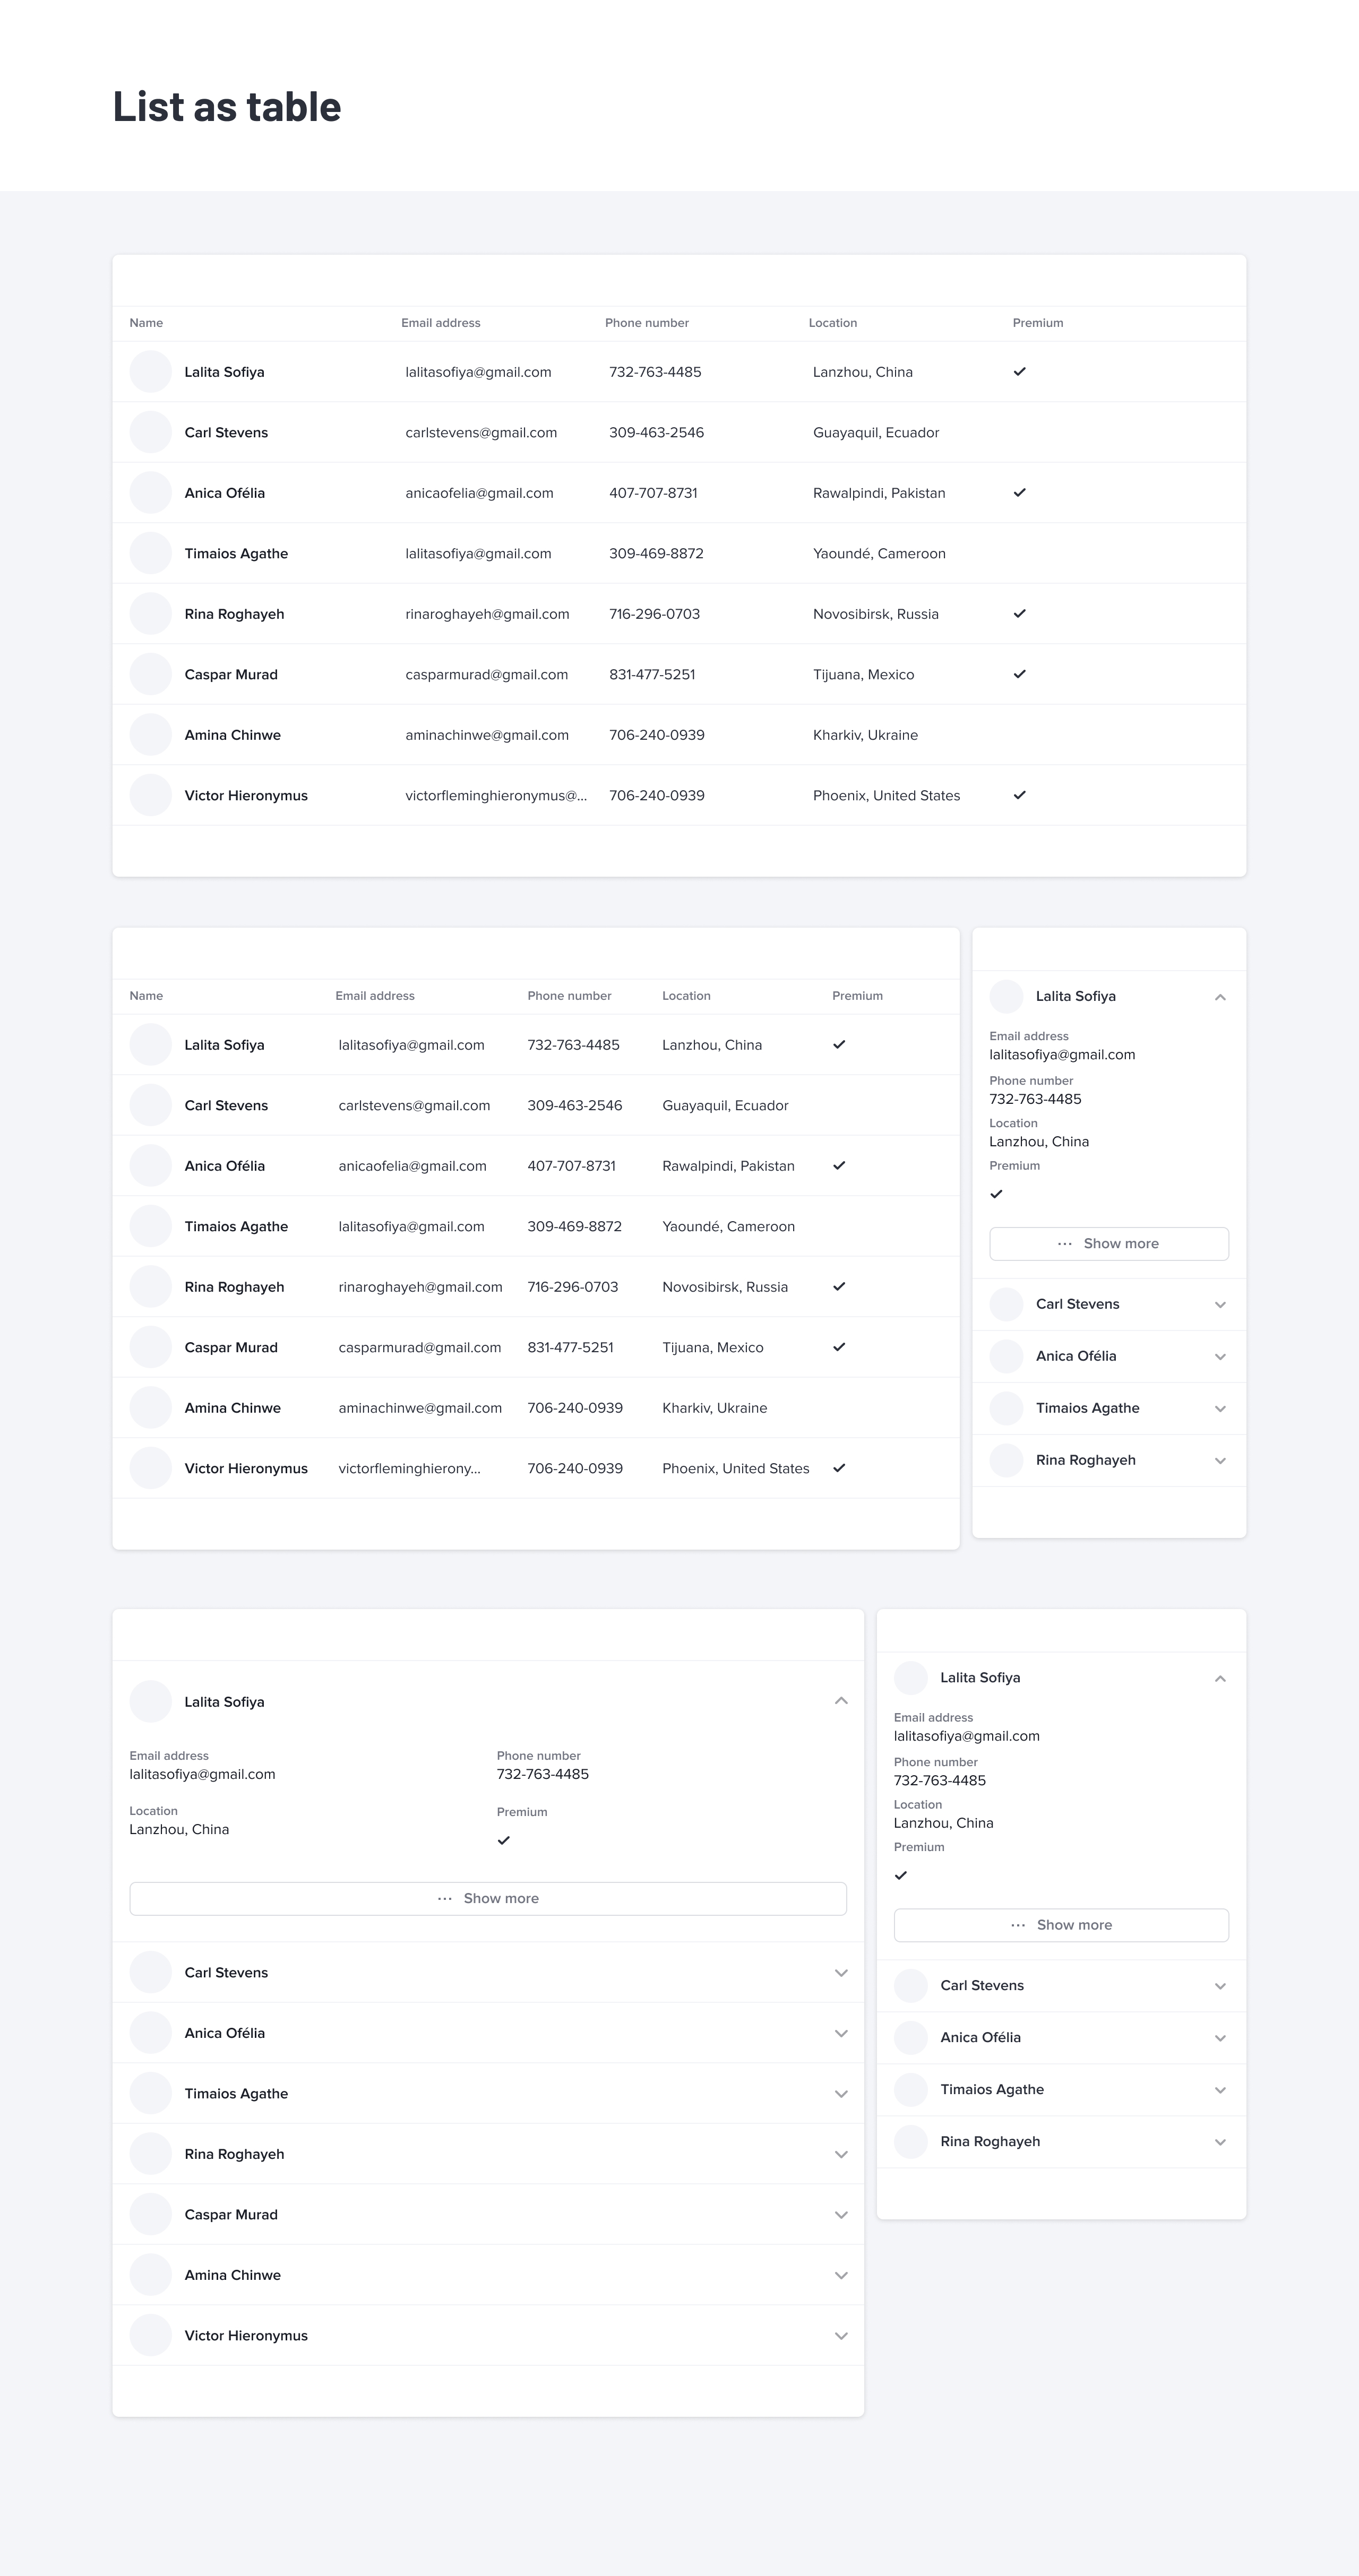 List as table
Name Email address Phone number Location Premium
Lalita Sofiya lalitasofiya@gmail.com 732-763-4485 Lanzhou, China
Carl Stevens carlstevens@gmail.com 309-463-2546 Guayaquil, Ecuador
Anica Ofélia anicaofelia@gmail.com 407-707-8731 Rawalpindi, Pakistan
Timaios Agathe lalitasofiya@gmail.com 309-469-8872 Yaoundé, Cameroon
Rina Roghayeh rinaroghayeh@gmail.com 716-296-0703 Novosibirsk, Russia
Caspar Murad casparmurad@gmail.com 831-477-5251 Tijuana, Mexico
Amina Chinwe aminachinwe@gmail.com 706-240-0939 Kharkiv, Ukraine
Victor Hieronymus victorfleminghieronymus@... 706-240-0939 Phoenix, United States
Name Email address Phone number Location Premium
Lalita Sofiya lalitasofiya@gmail.com 732-763-4485 Lanzhou, China
Carl Stevens carlstevens@gmail.com 309-463-2546 Guayaquil, Ecuador
Anica Ofélia anicaofelia@gmail.com 407-707-8731 Rawalpindi, Pakistan
Timaios Agathe lalitasofiya@gmail.com 309-469-8872 Yaoundé, Cameroon
Rina Roghayeh rinaroghayeh@gmail.com 716-296-0703 Novosibirsk, Russia
Caspar Murad casparmurad@gmail.com 831-477-5251 Tijuana, Mexico
Amina Chinwe aminachinwe@gmail.com 706-240-0939 Kharkiv, Ukraine
Victor Hieronymus victorfleminghierony... 706-240-0939 Phoenix, United States
Lalita Sofiya
Email address
lalitasofiya@gmail.com
Phone number
732-763-4485
Location
Lanzhou, China
Premium
Show more
Carl Stevens
Anica Ofélia
Timaios Agathe
Rina Roghayeh
Lalita Sofiya
Email address Phone number
lalitasofiya@gmail.com 732-763-4485
Location Premium
Lanzhou, China
Show more
Carl Stevens
Anica Ofélia
Timaios Agathe
Rina Roghayeh
Caspar Murad
Amina Chinwe
Victor Hieronymus
Lalita Sofiya
Email address
lalitasofiya@gmail.com
Phone number
732-763-4485
Location
Lanzhou, China
Premium
Show more
Carl Stevens
Anica Ofélia
Timaios Agathe
Rina Roghayeh